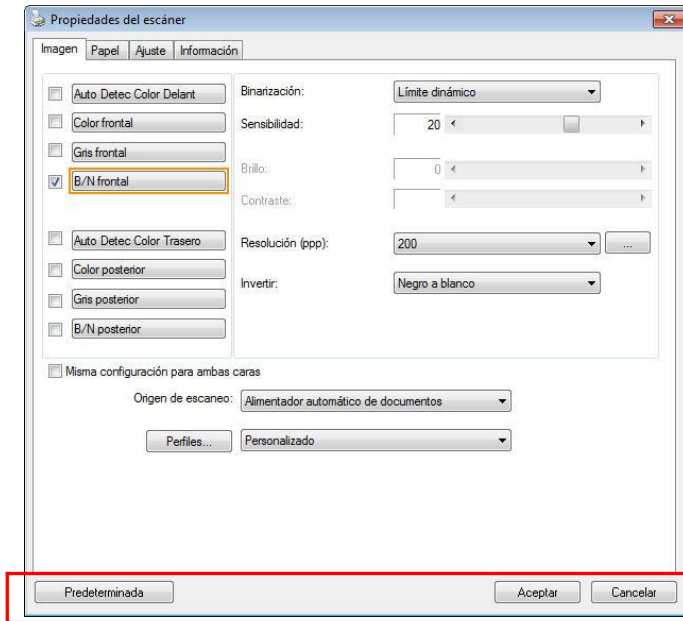 Propiedades del escáner
Imagen Papel Ajuste Información
Auto Detec Color Delant
Color frontal
Gris frontal
B/N frontal
Auto Detec Color Trasero
Color posterior
Gris posterior
B/N posterior
Binarización: Límite dinámico
Sensibilidad: 20
Brillo: 0
Contraste:
Resolución (ppp): 200 ...
Invertir: Negro a blanco
Misma configuración para ambas caras
Origen de escaneo: Alimentador automático de documentos
Perfiles... Personalizado
Predeterminada Aceptar Cancelar